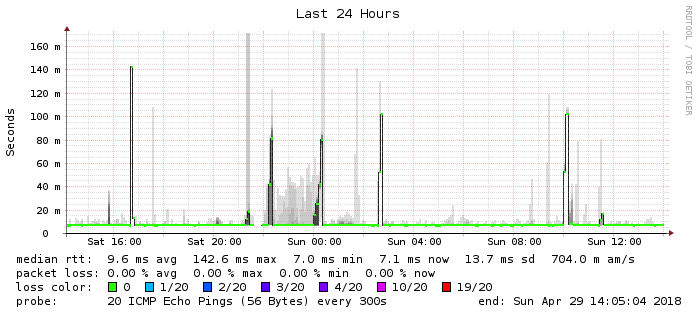 Last 24 Hours
RRDTOOL / TOBI OETIKER
Seconds
160 m
140 m
120 m
100 m
80 m
60 m
40 m
20 m
0
Sat 16:00 Sat 20:00 Sun 00:00 Sun 04:00 Sun 08:00 Sun 12:00
median rtt: 9.6 ms avg 142.6 ms max 7.0 ms min 7.1 ms now 13.7 ms sd 704.0 m am/s
packet loss: 0.00 % avg 0.00 % max 0.00 % min 0.00 % now
loss color: 0 1/20 2/20 3/20 4/20 10/20 19/20
probe: 20 ICMP Echo Pings (56 Bytes) every 300s end: Sun Apr 29 14:05:04 2018